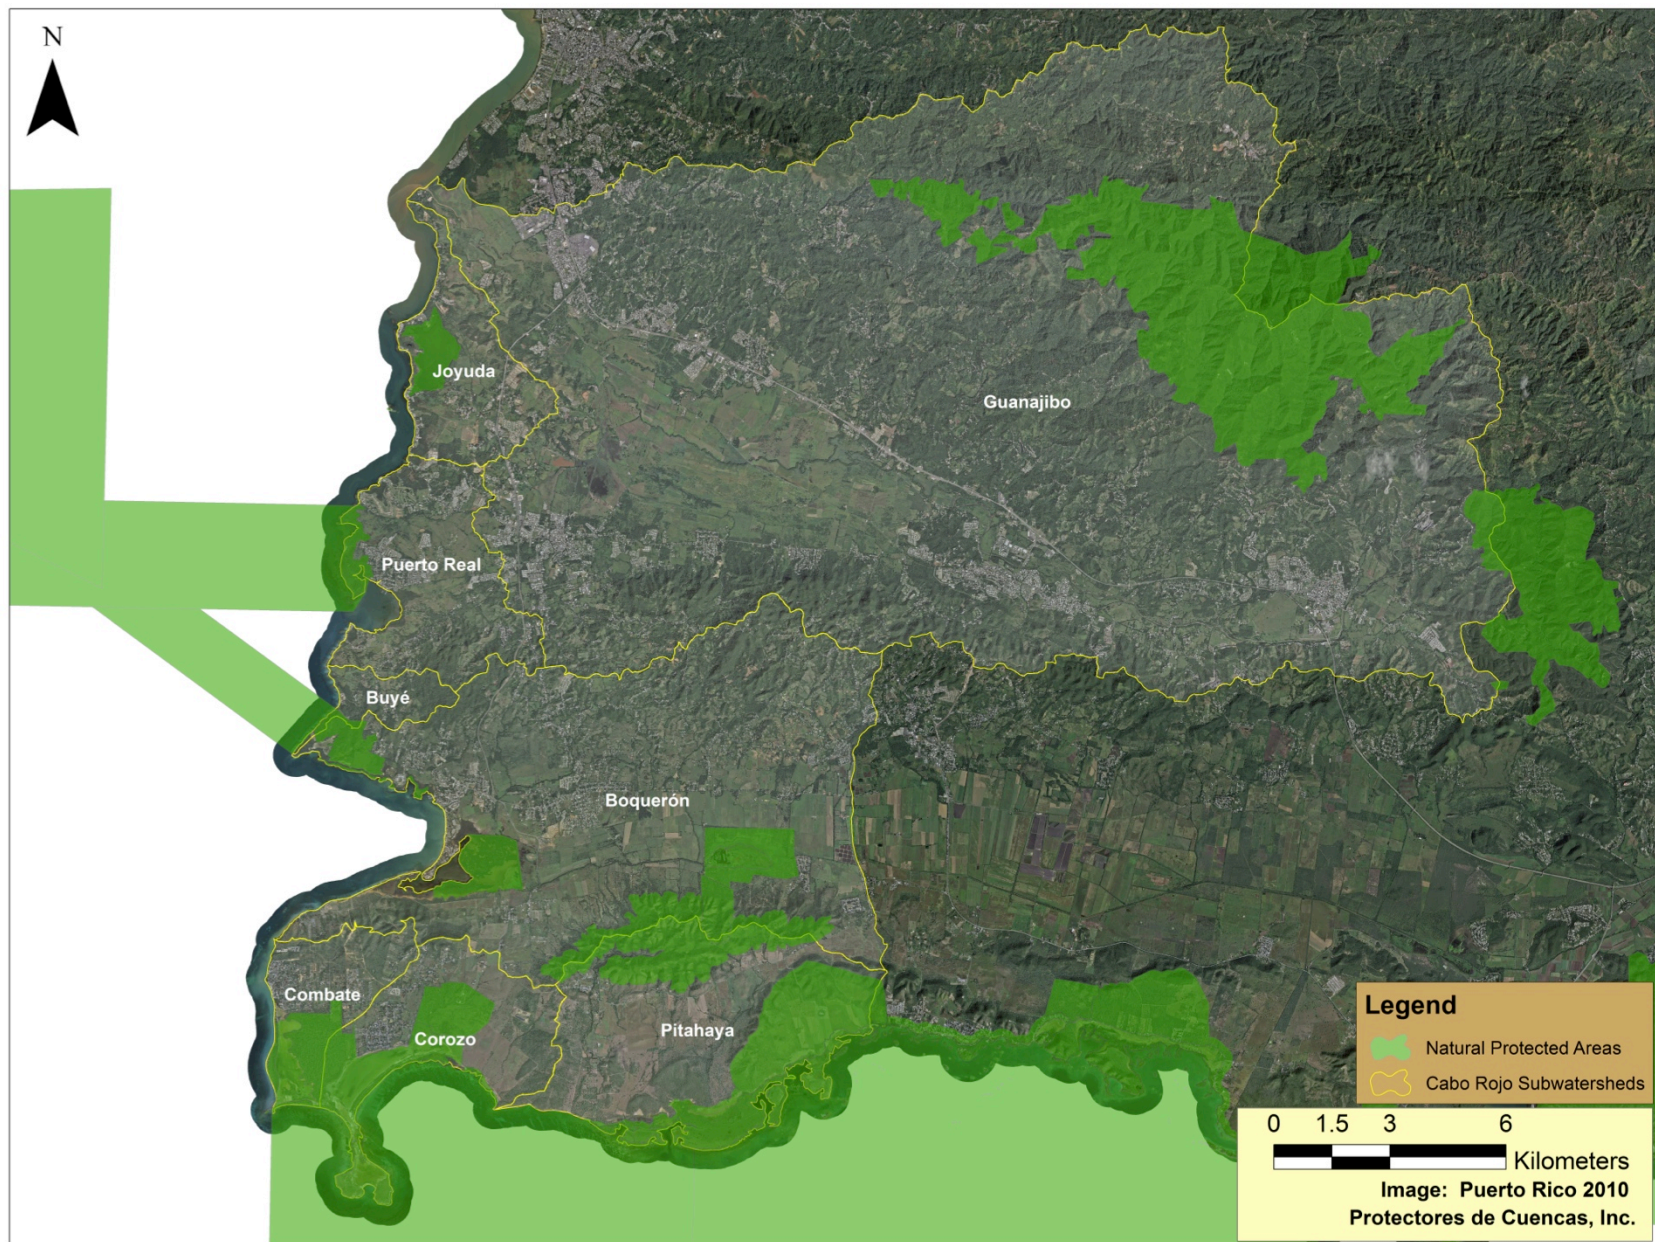 N
Joyuda
Guanajibo
Puerto Real
Buyé
Boquerón
Combate
Corozo
Pitahaya
Legend
Natural Protected Areas
Cabo Rojo Subwatersheds
0 1.5 3 6
Kilometers
Image: Puerto Rico 2010
Protectores de Cuencas, Inc.